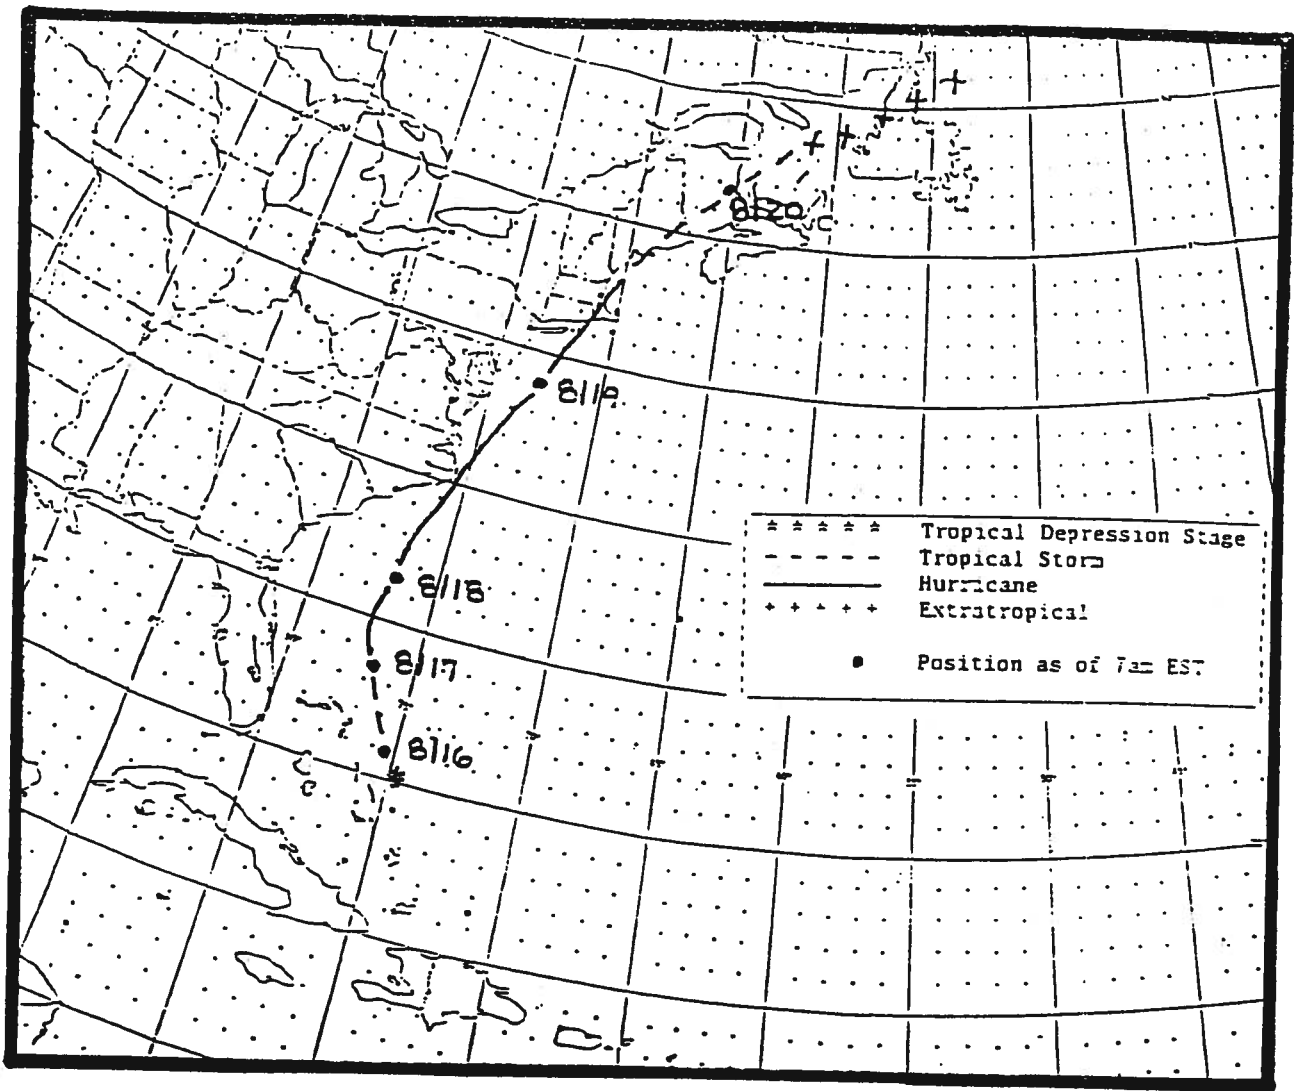 8/20
8/19
Tropical Depression Stage
Tropical Storm
Hurricane
Extratropical
8/18
8/17
Position as of 7am EST
8/16